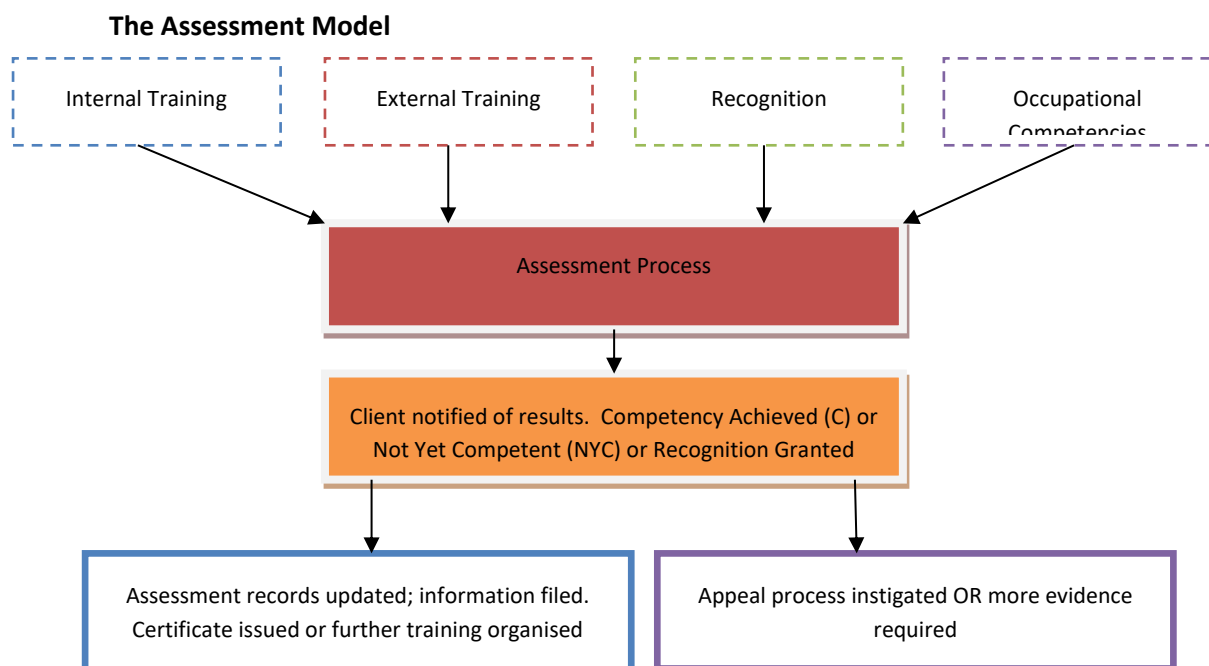 The Assessment Model
Internal Training
External Training
Recognition
Occupational
Competencies
Assessment Process
Client notified of results.  Competency Achieved (C) or
Not Yet Competent (NYC) or Recognition Granted
Assessment records updated; information filed.
Certificate issued or further training organised
Appeal process instigated OR more evidence
required